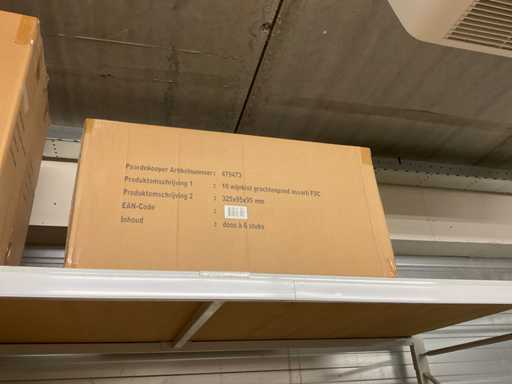 Paardekooper Artikelnummer : 475473
Produktomschrijving 1 : 10 wijnkist grachtenpand assorti FSC
Produktomschrijving 2 : 325x95x95 mm
EAN-Code :
Inhoud : doos à 6 stuks